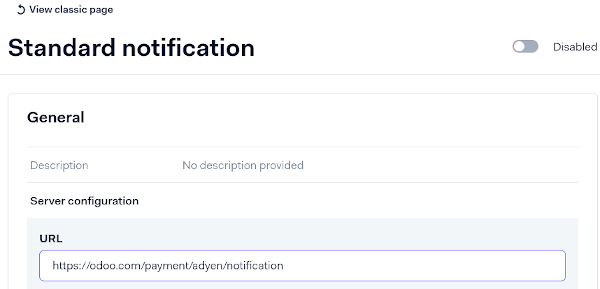 View classic page
Standard notification
Disabled
General
Description No description provided
Server configuration
URL
https://odoo.com/payment/adyen/notification